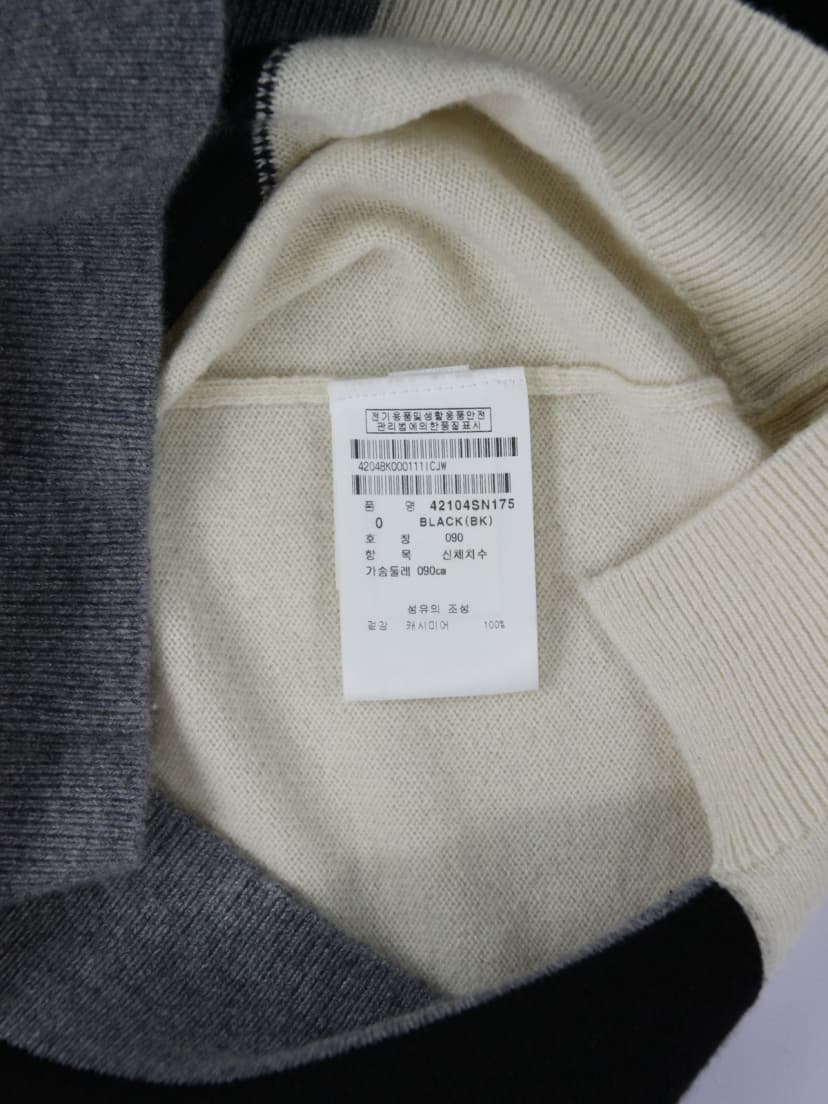 전기용품및생활용품안전
관리법에의한품질표시
4204BK000111ICJW
품 명 42104SN175
0 BLACK(BK)
호 칭 090
항 목 신체치수
가슴둘레 090cm
섬유의 조성
겉감 캐시미어 100%